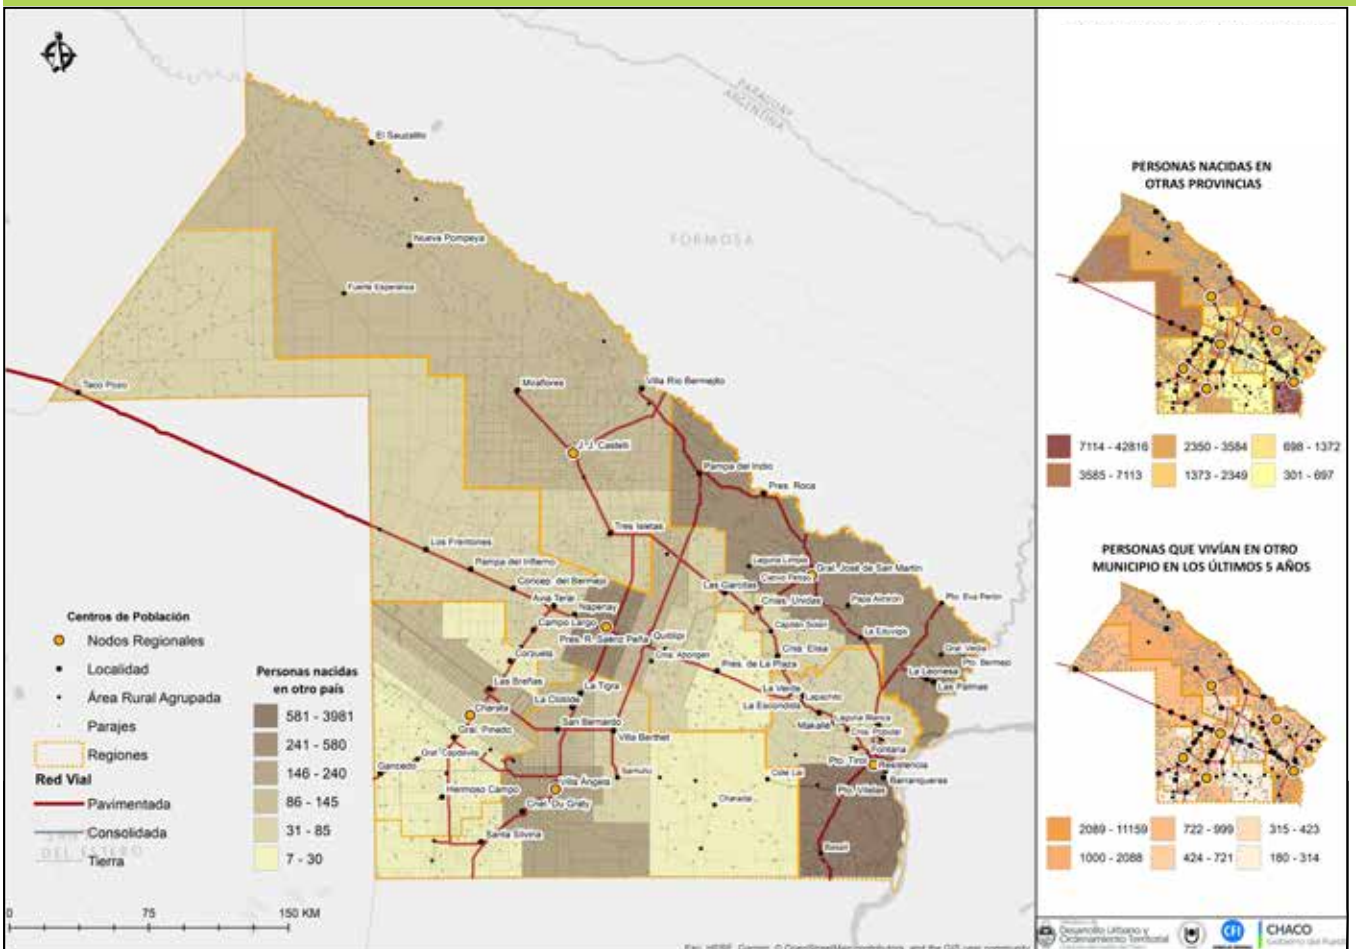 PARAGUAY
ARGENTINA
El Sauzalito
Nueva Pompeya
FORMOSA
Fuerte Esperanza
Taco Pozo
Miraflores
Villa Río Bermejito
J. J. Castelli
Pampa del Indio
Pres. Roca
Tres Isletas
Los Frentones
Pampa del Infierno
Laguna Limpia
Gral. José de San Martín
Ciervo Petiso
Concep. del Bermejo
Las Garcitas
Avia Terai
Napenay
Colonias Unidas
Pampa Almirón
Pto. Eva Perón
Campo Largo
Pres. R. Sáenz Peña
Quitilipi
Capitán Solari
La Eduvigis
Corzuela
Cnia. Aborigen
Pres. de La Plaza
Cnia. Elisa
Gral. Vedia
Pto. Bermejo
La Leonesa
Las Palmas
Las Breñas
La Tigra
La Clotilde
La Verde
Lapachito
La Escondida
Charata
San Bernardo
Makallé
Laguna Blanca
Gral. Pinedo
Villa Berthet
Cnia. Popular
Fontana
Gral. Capdevila
Pto. Tirol
Resistencia
Gancedo
Villa Ángela
Samuhú
Cote Lai
Barranqueras
Hermoso Campo
Pto. Vilelas
Cnel. Du Graty
Charadai
Santa Sylvina
Basail
Centros de Población
Nodos Regionales
Localidad
Área Rural Agrupada
Parajes
Regiones
Red Vial
Pavimentada
Consolidada
Tierra
DEL ESTERO
Personas nacidas
en otro país
581 - 3981
241 - 580
146 - 240
86 - 145
31 - 85
7 - 30
0 75 150 KM
PERSONAS NACIDAS EN
OTRAS PROVINCIAS
7114 - 42816 2350 - 3584 698 - 1372
3585 - 7113 1373 - 2349 301 - 697
PERSONAS QUE VIVÍAN EN OTRO
MUNICIPIO EN LOS ÚLTIMOS 5 AÑOS
2089 - 11159 722 - 999 315 - 423
1000 - 2088 424 - 721 180 - 314
Desarrollo Urbano y
Ordenamiento Territorial
CFI
CHACO